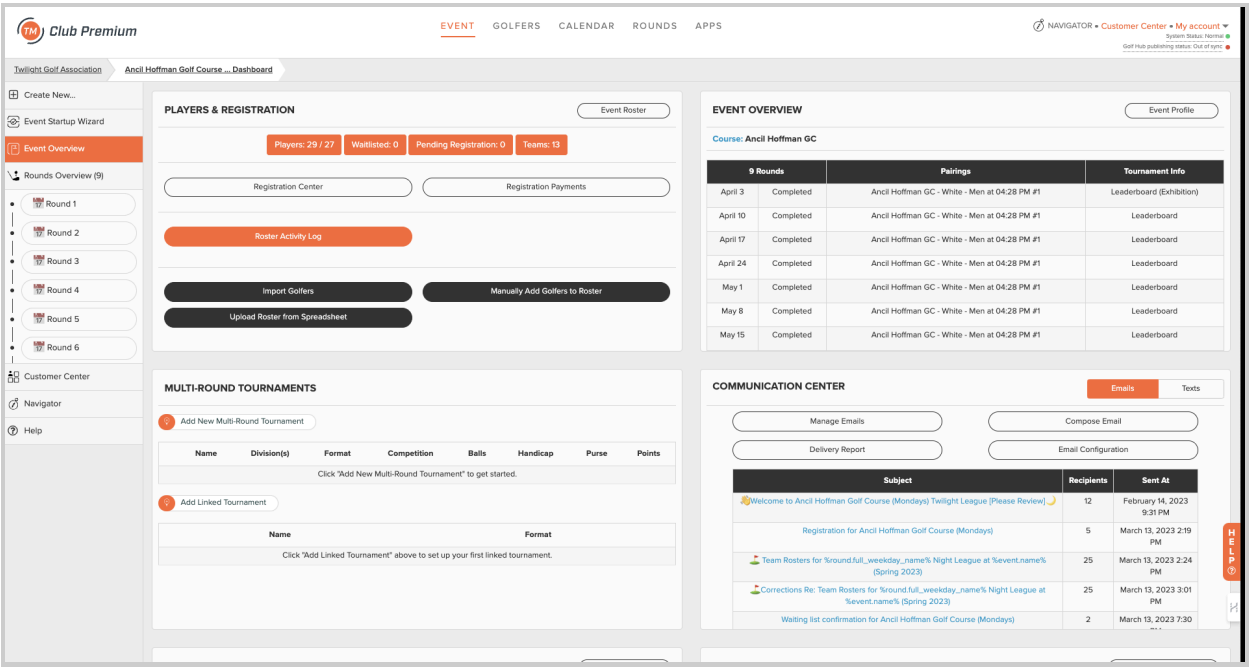 TM Club Premium
EVENT GOLFERS CALENDAR ROUNDS APPS
NAVIGATOR • Customer Center • My account
System Status: Normal
Golf Hub publishing status: Out of sync
Twilight Golf Association
Ancil Hoffman Golf Course ... Dashboard
Create New...
Event Startup Wizard
Event Overview
Rounds Overview (9)
17 Round 1
17 Round 2
17 Round 3
17 Round 4
17 Round 5
17 Round 6
Customer Center
Navigator
Help
PLAYERS & REGISTRATION
Event Roster
Players: 29 / 27 Waitlisted: 0 Pending Registration: 0 Teams: 13
Registration Center Registration Payments
Roster Activity Log
Import Golfers Manually Add Golfers to Roster
Upload Roster from Spreadsheet
EVENT OVERVIEW
Event Profile
Course: Ancil Hoffman GC
9 Rounds Pairings Tournament Info
April 3 Completed Ancil Hoffman GC - White - Men at 04:28 PM #1 Leaderboard (Exhibition)
April 10 Completed Ancil Hoffman GC - White - Men at 04:28 PM #1 Leaderboard
April 17 Completed Ancil Hoffman GC - White - Men at 04:28 PM #1 Leaderboard
April 24 Completed Ancil Hoffman GC - White - Men at 04:28 PM #1 Leaderboard
May 1 Completed Ancil Hoffman GC - White - Men at 04:28 PM #1 Leaderboard
May 8 Completed Ancil Hoffman GC - White - Men at 04:28 PM #1 Leaderboard
May 15 Completed Ancil Hoffman GC - White - Men at 04:28 PM #1 Leaderboard
MULTI-ROUND TOURNAMENTS
Add New Multi-Round Tournament
Name Division(s) Format Competition Balls Handicap Purse Points
Click "Add New Multi-Round Tournament" to get started.
Add Linked Tournament
Name Format
Click "Add Linked Tournament" above to set up your first linked tournament.
COMMUNICATION CENTER
Emails Texts
Manage Emails Compose Email
Delivery Report Email Configuration
Subject Recipients Sent At
👋Welcome to Ancil Hoffman Golf Course (Mondays) Twilight League [Please Review]🌙 12 February 14, 2023
9:31 PM
Registration for Ancil Hoffman Golf Course (Mondays) 5 March 13, 2023 2:19
PM
⛳Team Rosters for %round.full_weekday_name% Night League at %event.name% 25 March 13, 2023 2:24
(Spring 2023) PM
⛳Corrections Re: Team Rosters for %round.full_weekday_name% Night League at 25 March 13, 2023 3:01
%event.name% (Spring 2023) PM
Waiting list confirmation for Ancil Hoffman Golf Course (Mondays) 2 March 13, 2023 7:30
HELP